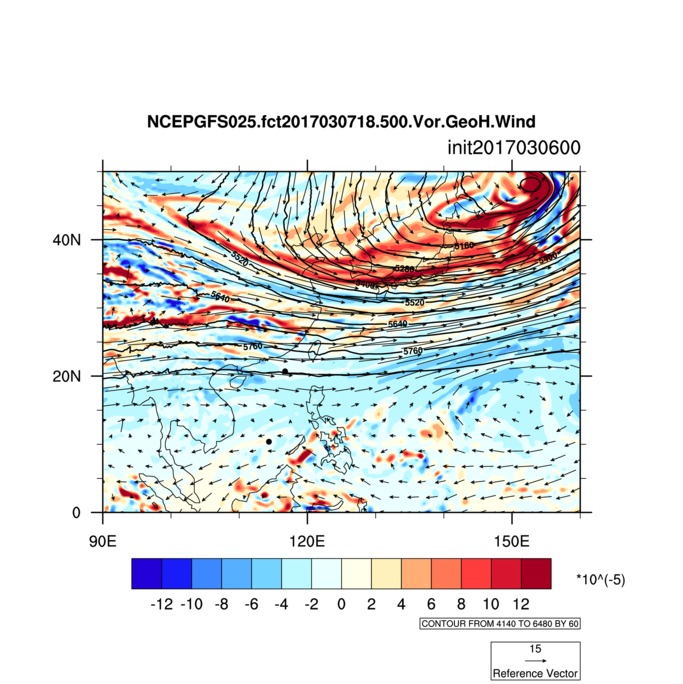 NCEPGFS025.fct2017030718.500.Vor.GeoH.Wind
init2017030600
40N
20N
0
5160
5520
5280
5400
5400
5520
5640
5640
5760
5760
90E 120E 150E
-12 -10 -8 -6 -4 -2 0 2 4 6 8 10 12
*10^(-5)
CONTOUR FROM 4140 TO 6480 BY 60
15
Reference Vector